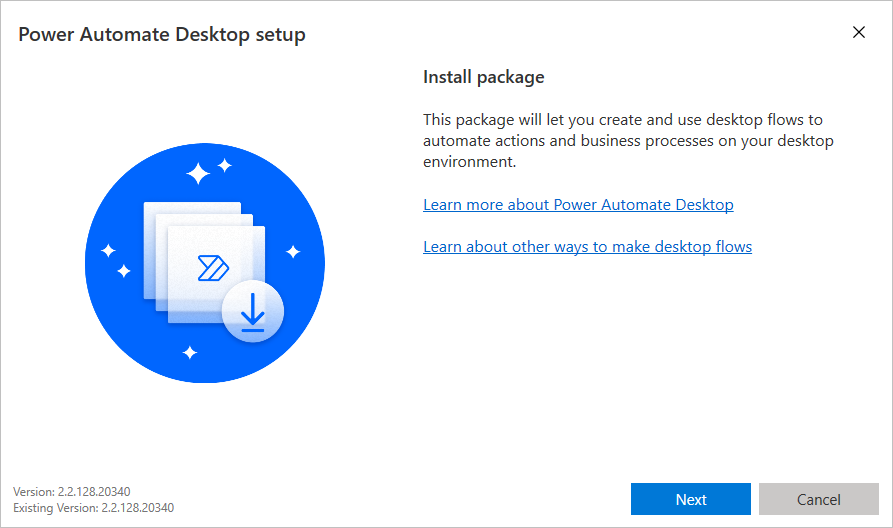 Power Automate Desktop setup
Install package
This package will let you create and use desktop flows to
automate actions and business processes on your desktop
environment.
Learn more about Power Automate Desktop
Learn about other ways to make desktop flows
Version: 2.2.128.20340
Existing Version: 2.2.128.20340
Next
Cancel